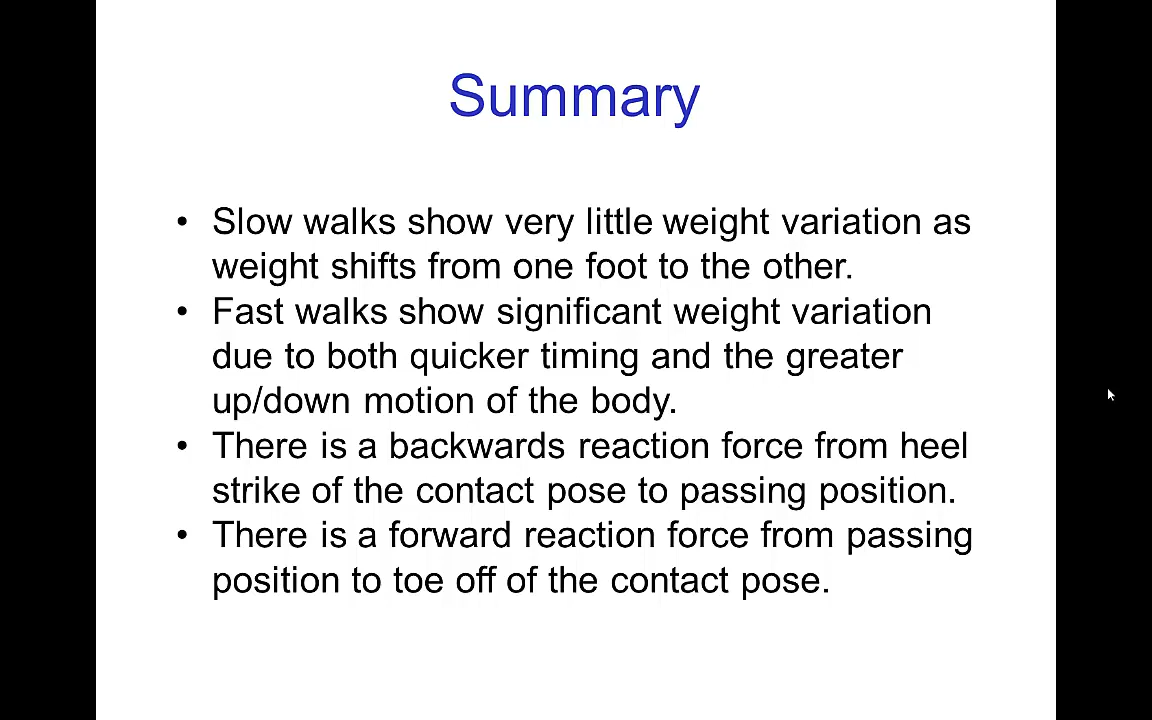 Summary
• Slow walks show very little weight variation as
weight shifts from one foot to the other.
• Fast walks show significant weight variation
due to both quicker timing and the greater
up/down motion of the body.
• There is a backwards reaction force from heel
strike of the contact pose to passing position.
• There is a forward reaction force from passing
position to toe off of the contact pose.